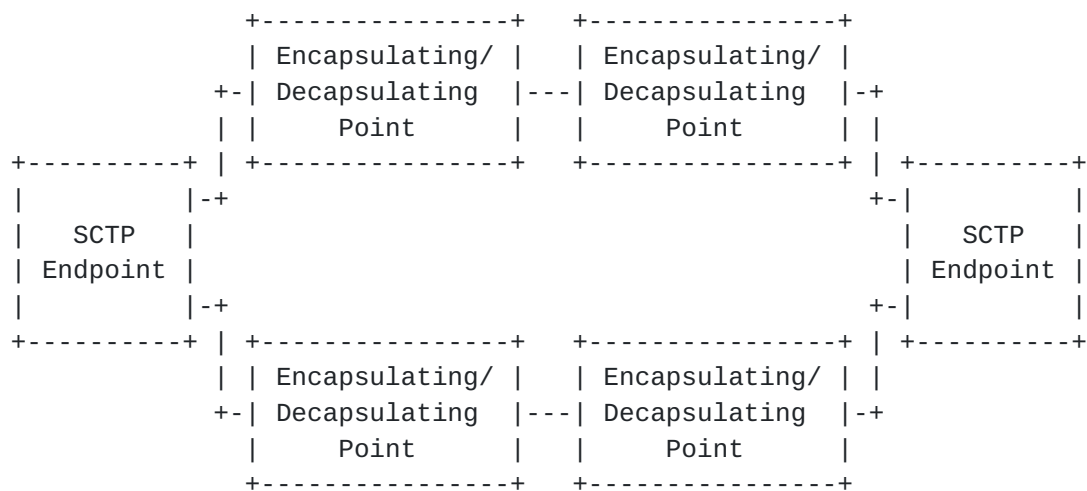 Encapsulating/ Encapsulating/
Decapsulating Decapsulating
Point Point
SCTP SCTP
Endpoint Endpoint
Encapsulating/ Encapsulating/
Decapsulating Decapsulating
Point Point